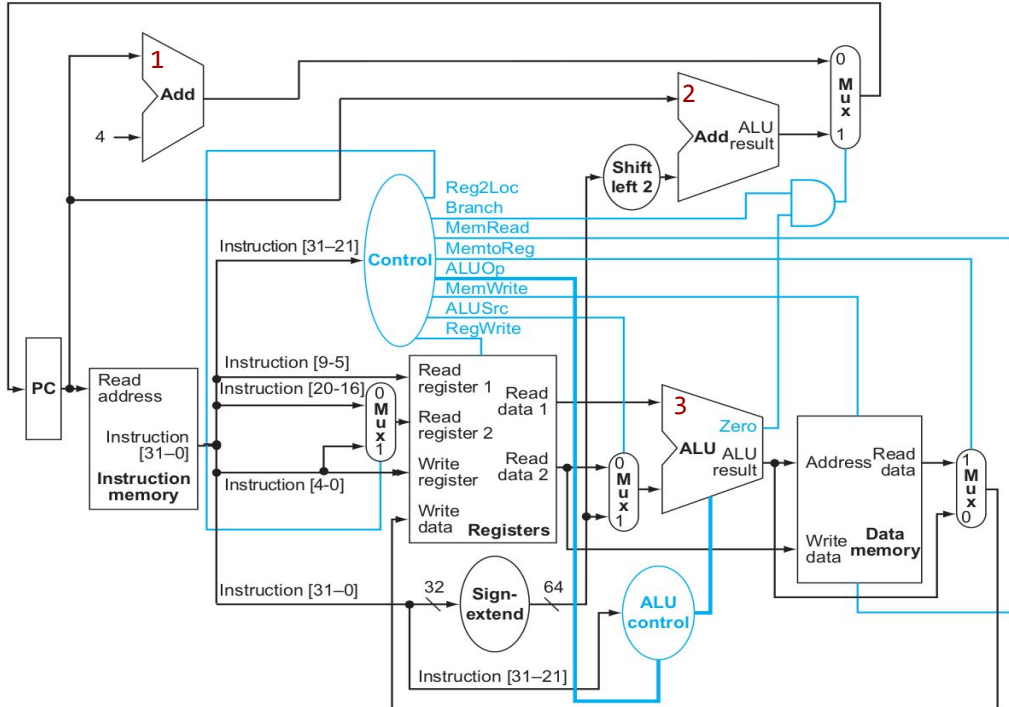 1
Add
4
0
Mux
1
2
Add
ALU
result
Shift
left 2
Reg2Loc
Branch
MemRead
MemtoReg
ALUOp
MemWrite
ALUSrc
RegWrite
Control
Instruction [31–21]
PC
Read
address
Instruction
[31–0]
Instruction
memory
Instruction [9-5]
Instruction [20-16]
Instruction [4-0]
0
Mux
1
Read
register 1
Read
register 2
Write
register
Write
data
Read
data 1
Read
data 2
Registers
0
Mux
1
3
Zero
ALU
ALU
result
Address
Read
data
Write
data
Data
memory
1
Mux
0
Instruction [31–0]
32
Sign-
extend
64
ALU
control
Instruction [31–21]